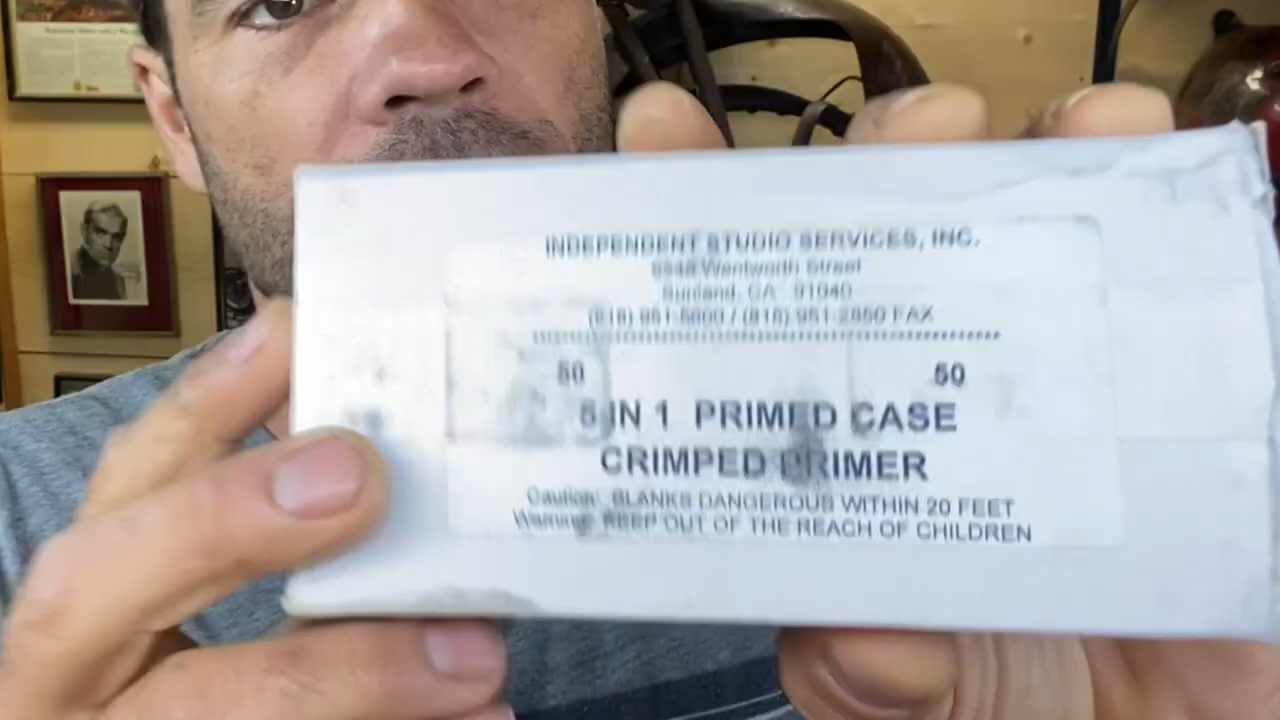 INDEPENDENT STUDIO SERVICES, INC.
Wentworth Street
Sunland, CA 91040
FAX
50 50
5 IN 1 PRIMED CASE
CRIMPED PRIMER
Caution: BLANKS DANGEROUS WITHIN 20 FEET
Warning: KEEP OUT OF THE REACH OF CHILDREN